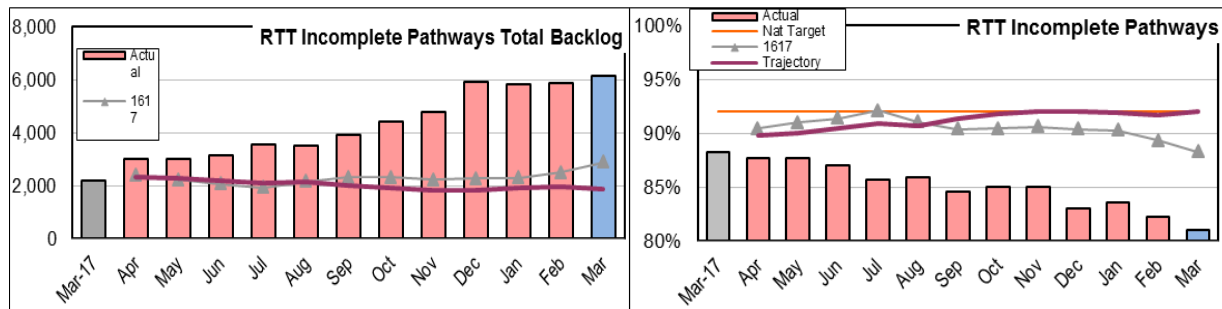 RTT Incomplete Pathways Total Backlog
8,000
6,000
4,000
2,000
0
Actu
al
161
7
Mar-17
Apr
May
Jun
Jul
Aug
Sep
Oct
Nov
Dec
Jan
Feb
Mar
RTT Incomplete Pathways
Actual
Nat Target
1617
Trajectory
100%
95%
90%
85%
80%
Mar-17
Apr
May
Jun
Jul
Aug
Sep
Oct
Nov
Dec
Jan
Feb
Mar